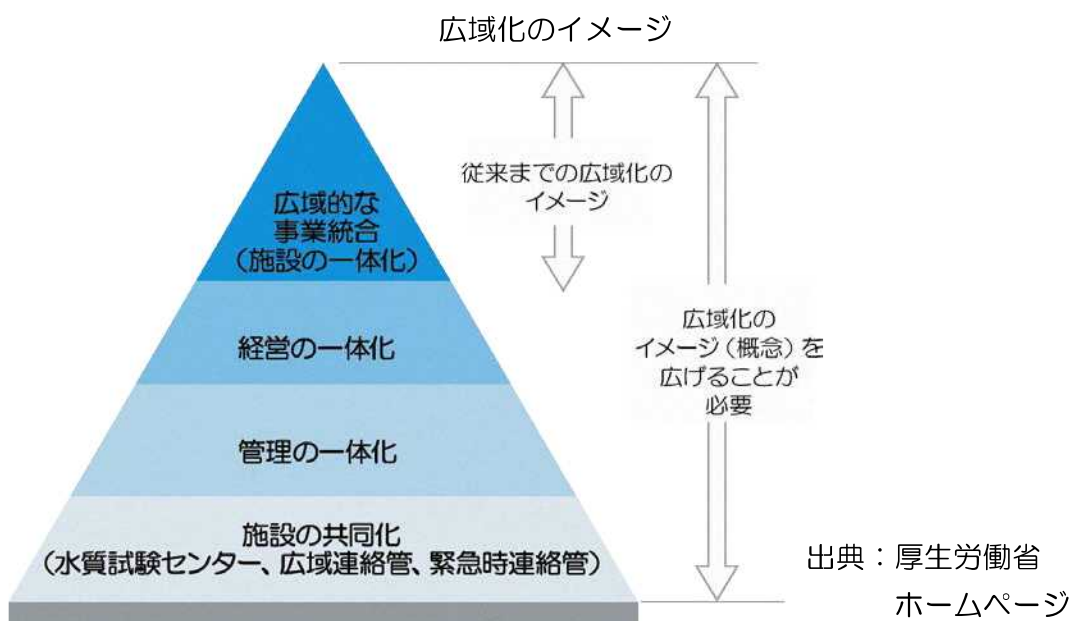 広域化のイメージ
広域的な
事業統合
（施設の一体化）
経営の一体化
管理の一体化
施設の共同化
（水質試験センター、広域連絡管、緊急時連絡管）
従来までの広域化の
イメージ
広域化の
イメージ（概念）を
広げることが
必要
出典：厚生労働省
ホームページ